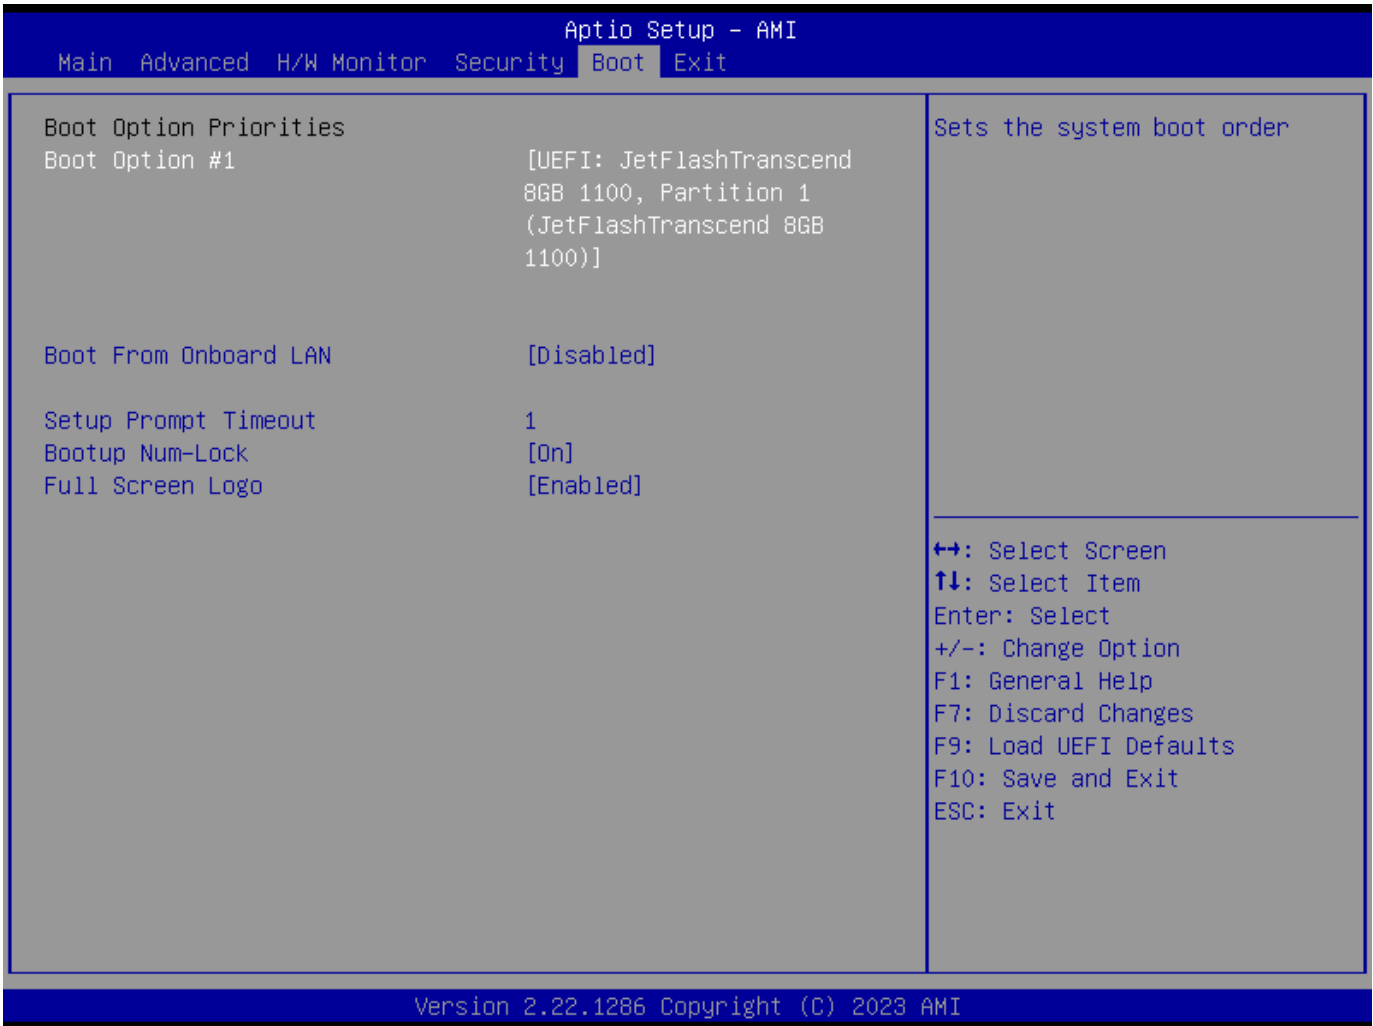 Aptio Setup - AMI
Main Advanced H/W Monitor Security Boot Exit
Boot Option Priorities
Boot Option #1 [UEFI: JetFlashTranscend
8GB 1100, Partition 1
(JetFlashTranscend 8GB
1100)]
Boot From Onboard LAN [Disabled]
Setup Prompt Timeout 1
Bootup Num-Lock [On]
Full Screen Logo [Enabled]
Sets the system boot order
←→: Select Screen
↑↓: Select Item
Enter: Select
+/-: Change Option
F1: General Help
F7: Discard Changes
F9: Load UEFI Defaults
F10: Save and Exit
ESC: Exit
Version 2.22.1286 Copyright (C) 2023 AMI